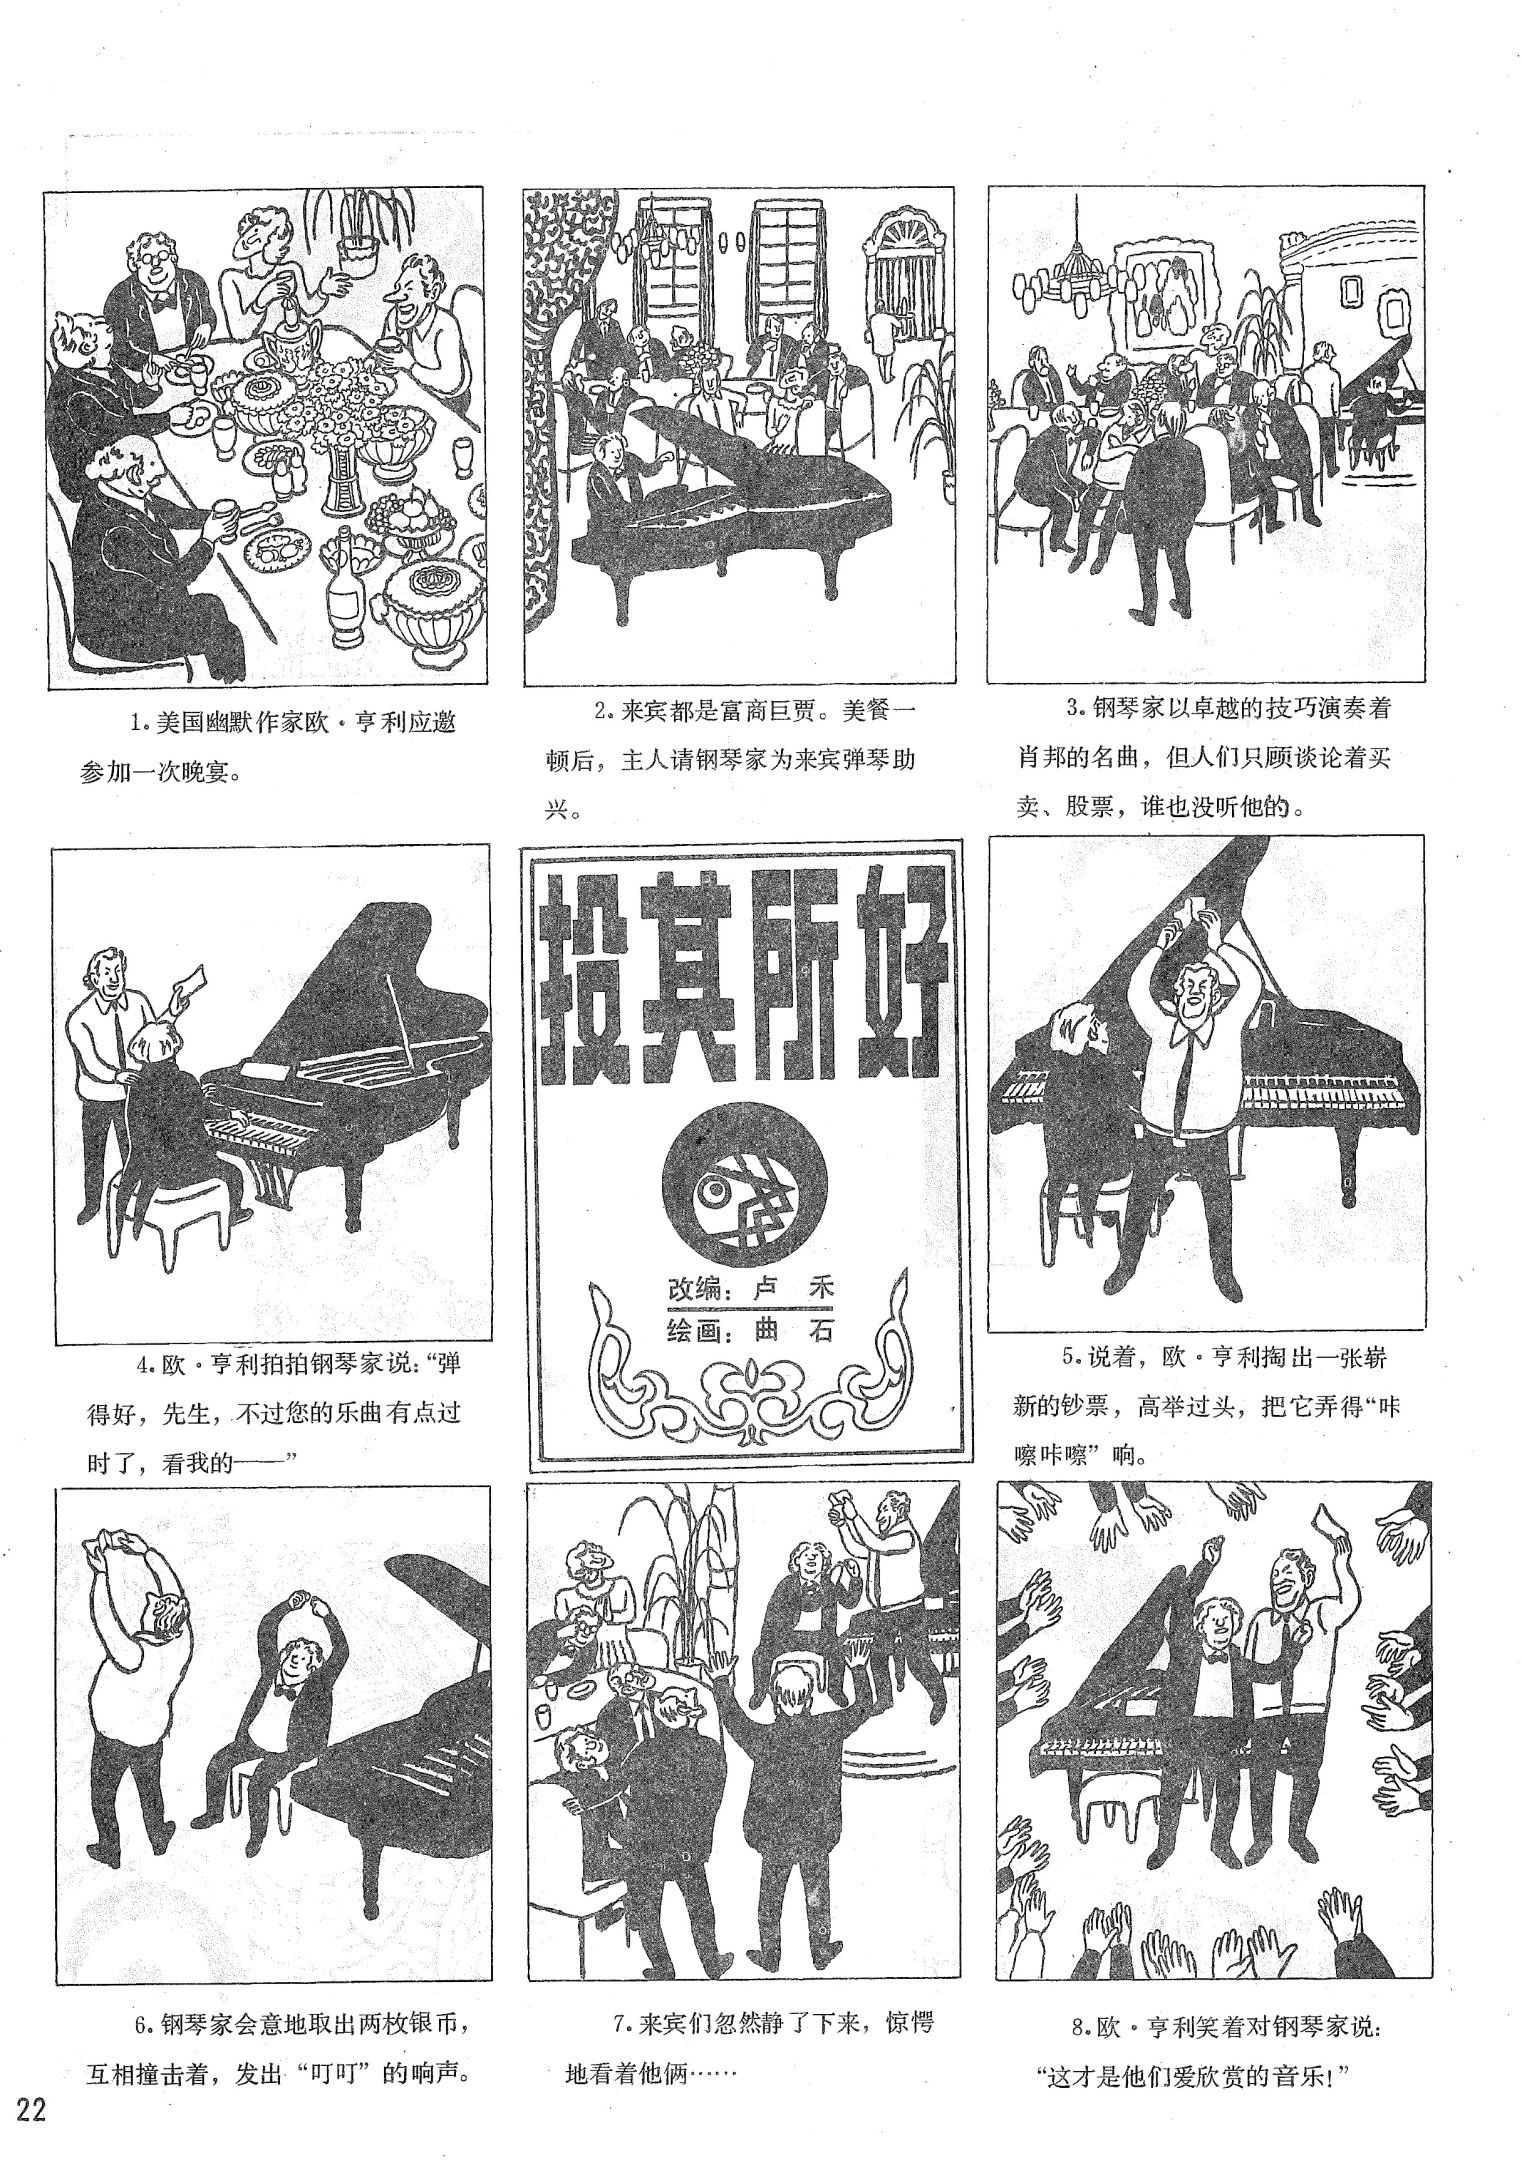 1.美国幽默作家欧·亨利应邀
参加一次晚宴。
2.来宾都是富商巨贾。美餐一
顿后，主人请钢琴家为来宾弹琴助
兴。
3.钢琴家以卓越的技巧演奏着
肖邦的名曲，但人们只顾谈论着买
卖、股票，谁也没听他的。
投其所好
改编：卢 禾
绘画：曲 石
4.欧·亨利拍拍钢琴家说：“弹
得好，先生，不过您的乐曲有点过
时了，看我的——”
5.说着，欧·亨利掏出一张崭
新的钞票，高举过头，把它弄得“咔
嚓咔嚓”响。
6.钢琴家会意地取出两枚银币，
互相撞击着，发出“叮叮”的响声。
7.来宾们忽然静了下来，惊愕
地看着他俩……
8.欧·亨利笑着对钢琴家说：
“这才是他们爱欣赏的音乐！”
22